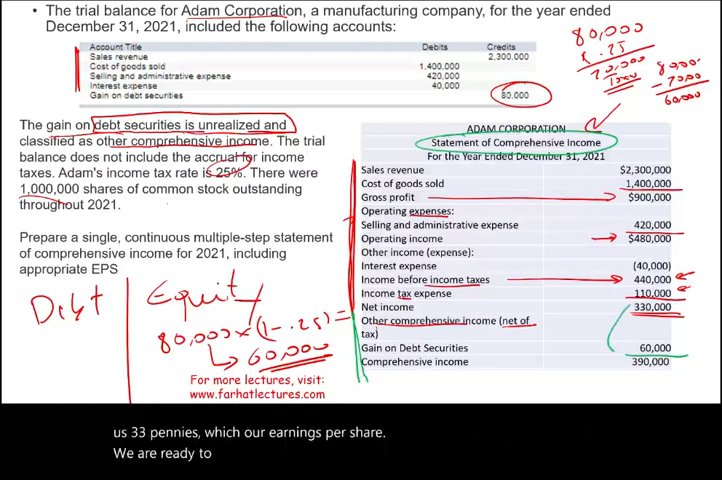 • The trial balance for Adam Corporation, a manufacturing company, for the year ended
December 31, 2021, included the following accounts:
Account Title Debits Credits
Sales revenue 2,300,000
Cost of goods sold 1,400,000
Selling and administrative expense 420,000
Interest expense 40,000
Gain on debt securities 80,000
80,000
x .25
20,000
80,000
60,000
The gain on debt securities is unrealized and
classified as other comprehensive income. The trial
balance does not include the accrual for income
taxes. Adam's income tax rate is 25%. There were
1,000,000 shares of common stock outstanding
throughout 2021.
Prepare a single, continuous multiple-step statement
of comprehensive income for 2021, including
appropriate EPS
Debt Equity
80,000 x (1-.25) =
60,000
For more lectures, visit:
www.farhatlectures.com
ADAM CORPORATION
Statement of Comprehensive Income
For the Year Ended December 31, 2021
Sales revenue $2,300,000
Cost of goods sold 1,400,000
Gross profit $900,000
Operating expenses:
Selling and administrative expense 420,000
Operating income $480,000
Other income (expense):
Interest expense (40,000)
Income before income taxes 440,000
Income tax expense 110,000
Net income 330,000
Other comprehensive income (net of
tax)
Gain on Debt Securities 60,000
Comprehensive income 390,000
us 33 pennies, which our earnings per share.
We are ready to